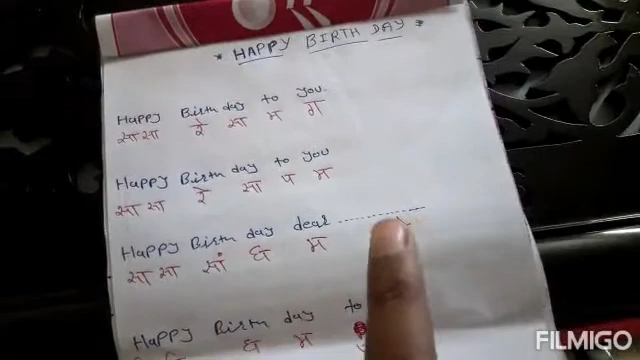 * HAPPY BIRTH DAY *
Happy Birth day to you
सा सा रे सा म ग
Happy Birth day to you
सा सा रे सा प म
Happy Birth day dear ------------
सा सा सां ध म
Happy Birth day to
ध म
FILMIGO